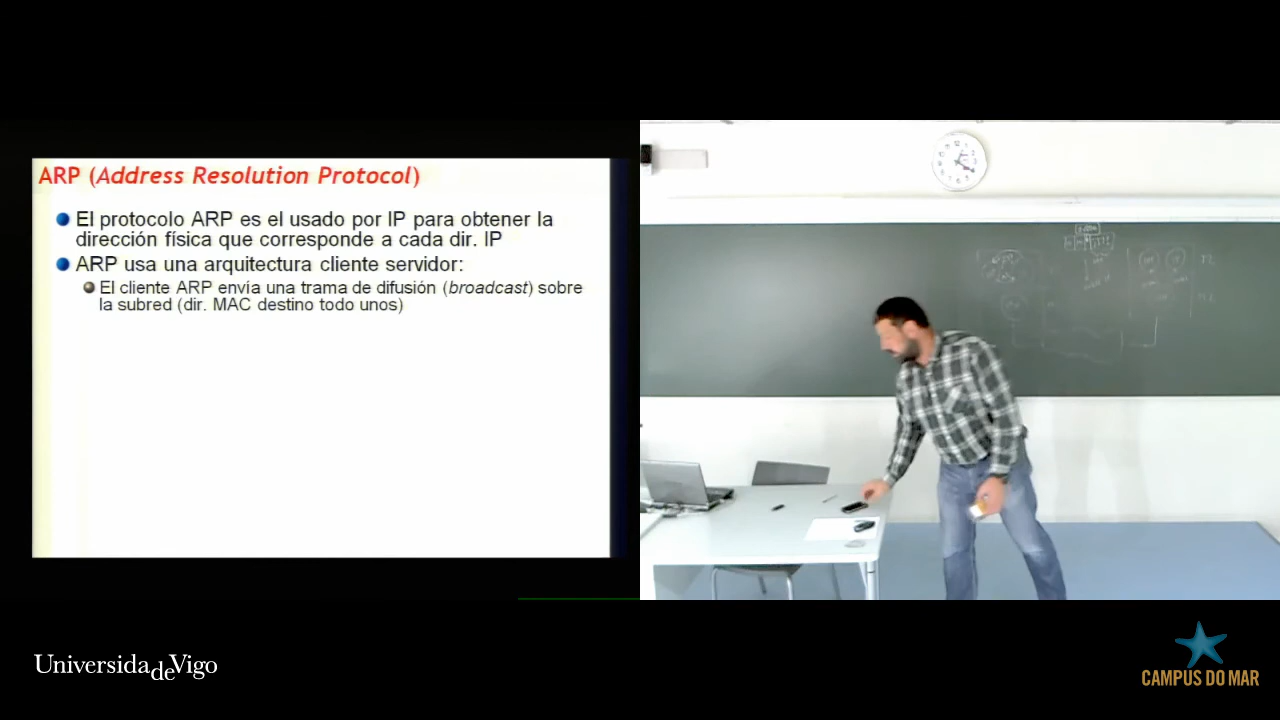 ARP (Address Resolution Protocol)
El protocolo ARP es el usado por IP para obtener la
dirección física que corresponde a cada dir. IP
ARP usa una arquitectura cliente servidor:
El cliente ARP envía una trama de difusión (broadcast) sobre
la subred (dir. MAC destino todo unos)
UniversidadeVigo
CAMPUS DO MAR